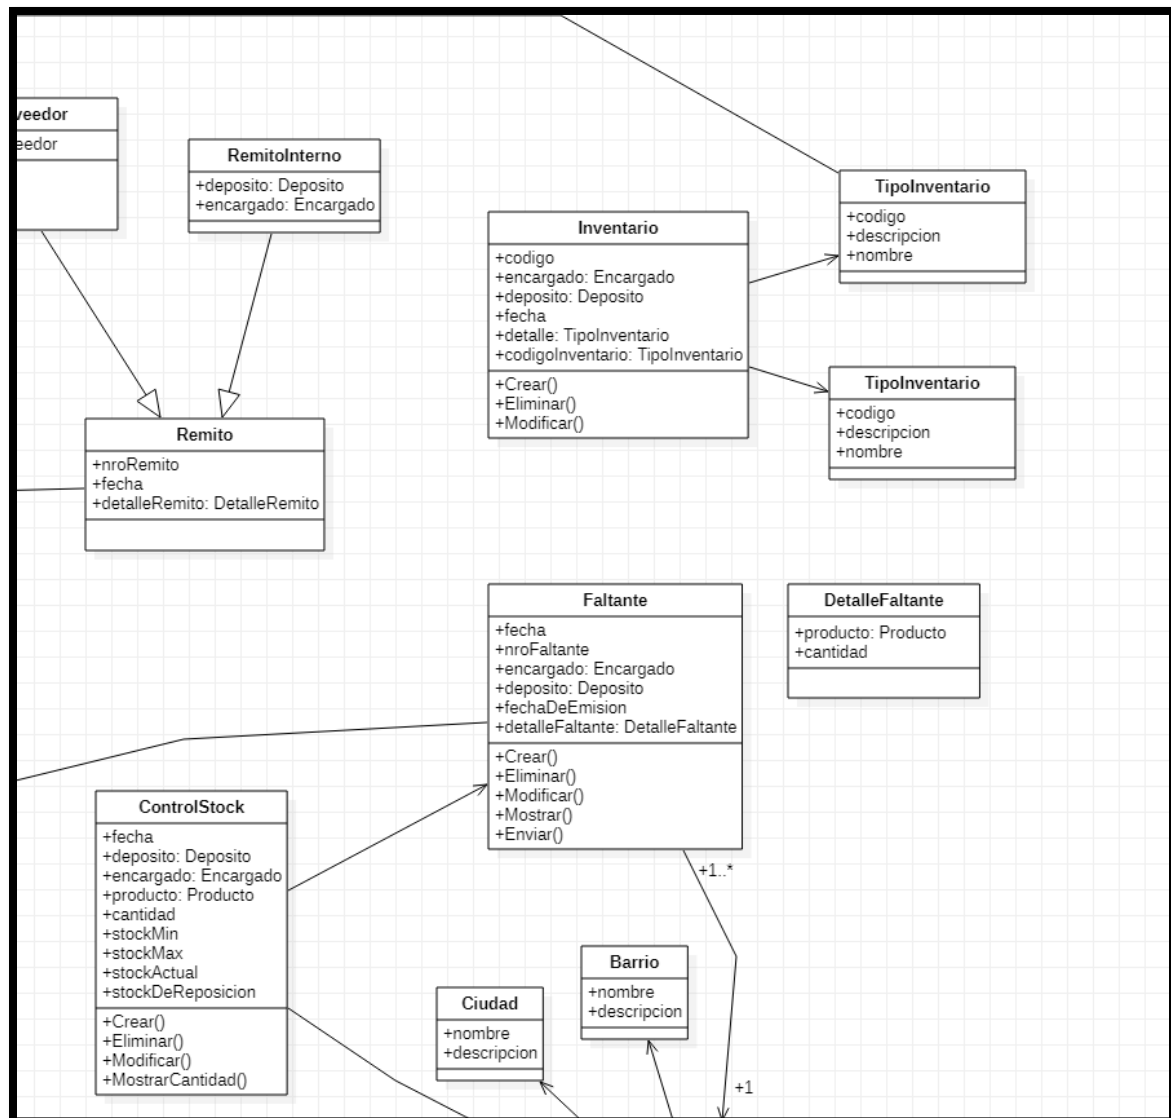 veedor
eedor
RemitoInterno
+deposito: Deposito
+encargado: Encargado
TipoInventario
+codigo
+descripcion
+nombre
Inventario
+codigo
+encargado: Encargado
+deposito: Deposito
+fecha
+detalle: TipoInventario
+codigoInventario: TipoInventario
+Crear()
+Eliminar()
+Modificar()
TipoInventario
+codigo
+descripcion
+nombre
Remito
+nroRemito
+fecha
+detalleRemito: DetalleRemito
Faltante
+fecha
+nroFaltante
+encargado: Encargado
+deposito: Deposito
+fechaDeEmision
+detalleFaltante: DetalleFaltante
+Crear()
+Eliminar()
+Modificar()
+Mostrar()
+Enviar()
DetalleFaltante
+producto: Producto
+cantidad
ControlStock
+fecha
+deposito: Deposito
+encargado: Encargado
+producto: Producto
+cantidad
+stockMin
+stockMax
+stockActual
+stockDeReposicion
+Crear()
+Eliminar()
+Modificar()
+MostrarCantidad()
+1..*
Barrio
+nombre
+descripcion
Ciudad
+nombre
+descripcion
+1